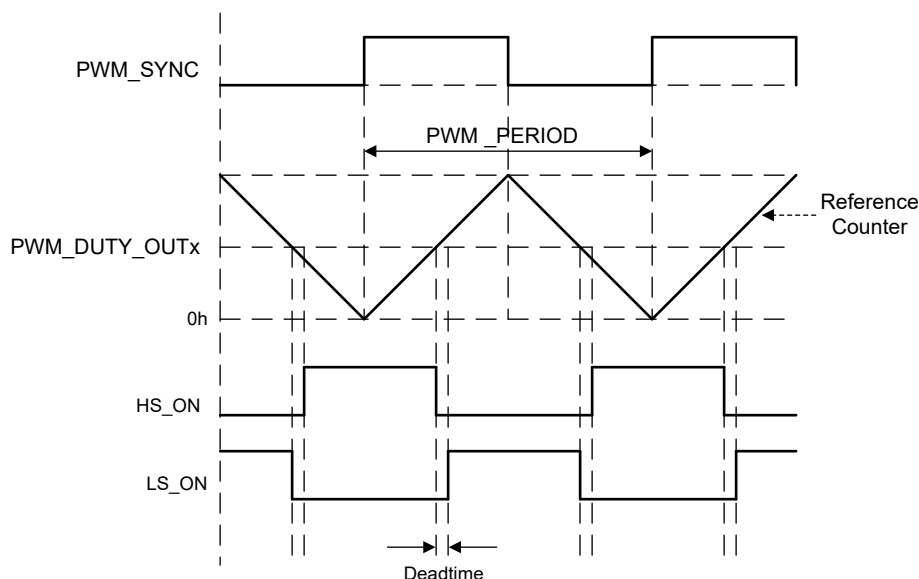 PWM_SYNC
PWM _PERIOD
Reference
Counter
PWM_DUTY_OUTx
0h
HS_ON
LS_ON
Deadtime